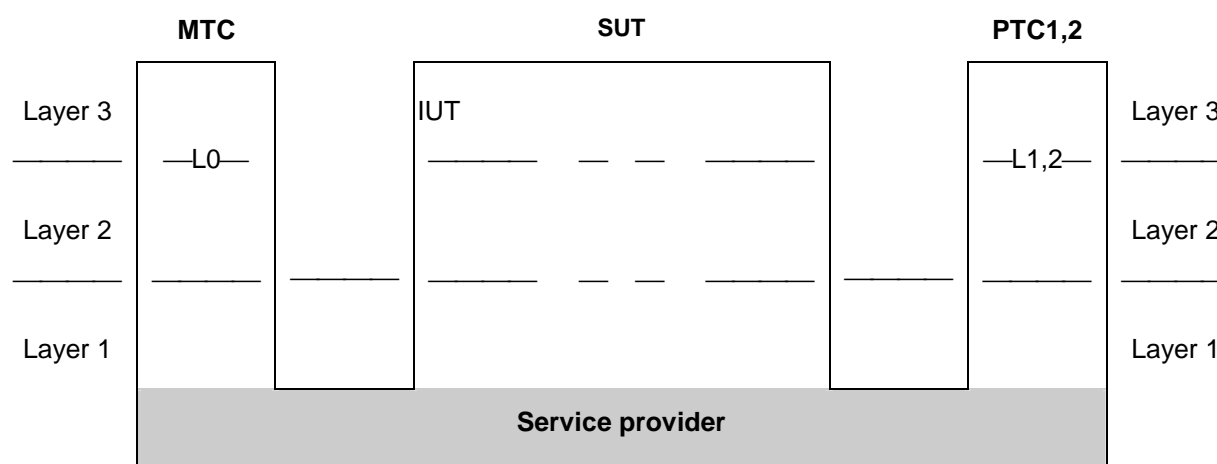 MTC SUT PTC1,2
Layer 3 IUT Layer 3
L0 L1,2
Layer 2 Layer 2
Layer 1 Layer 1
Service provider